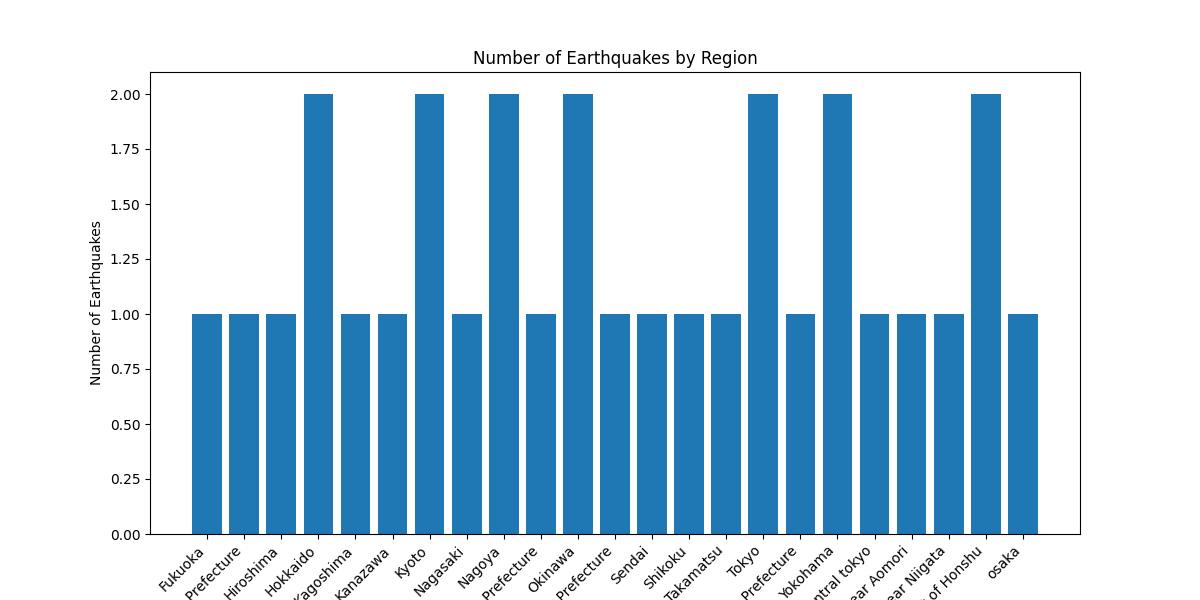 Number of Earthquakes by Region
Number of Earthquakes
2.00
1.75
1.50
1.25
1.00
0.75
0.50
0.25
0.00
Fukuoka
Prefecture
Hiroshima
Hokkaido
Kagoshima
Kanazawa
Kyoto
Nagasaki
Nagoya
Prefecture
Okinawa
Prefecture
Sendai
Shikoku
Takamatsu
Tokyo
Prefecture
Yokohama
tokyo
Aomori
Niigata
of Honshu
osaka